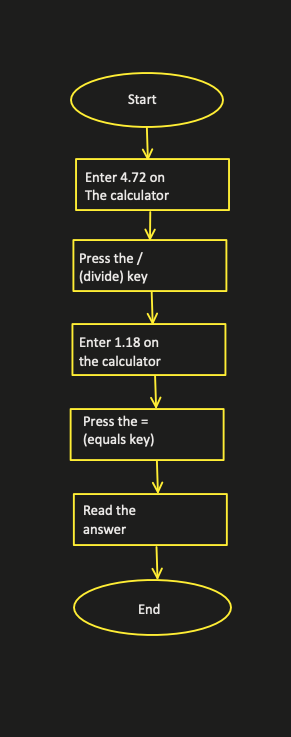 Start
Enter 4.72 on
The calculator
Press the /
(divide) key
Enter 1.18 on
the calculator
Press the =
(equals key)
Read the
answer
End